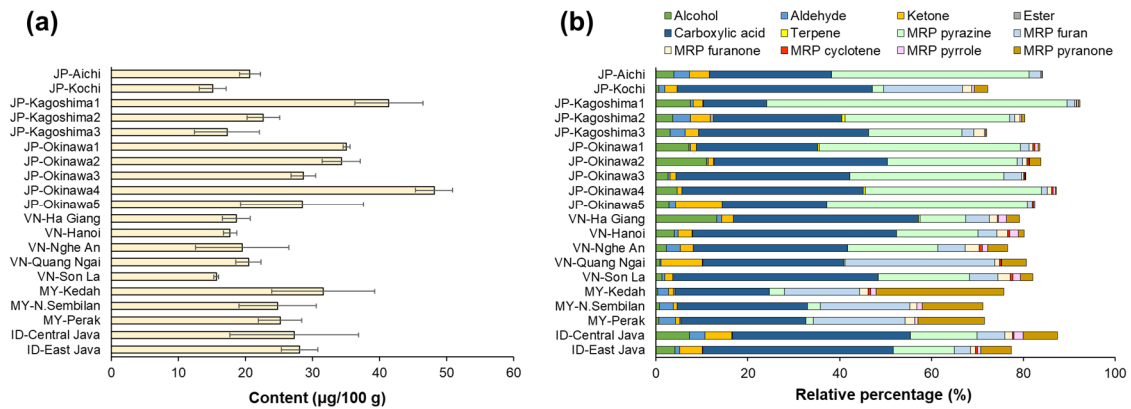 (a)
JP-Aichi
JP-Kochi
JP-Kagoshima1
JP-Kagoshima2
JP-Kagoshima3
JP-Okinawa1
JP-Okinawa2
JP-Okinawa3
JP-Okinawa4
JP-Okinawa5
VN-Ha Giang
VN-Hanoi
VN-Nghe An
VN-Quang Ngai
VN-Son La
MY-Kedah
MY-N.Sembilan
MY-Perak
ID-Central Java
ID-East Java
0 10 20 30 40 50 60
Content (µg/100 g)
(b)
Alcohol Aldehyde Ketone Ester
Carboxylic acid Terpene MRP pyrazine MRP furan
MRP furanone MRP cyclotene MRP pyrrole MRP pyranone
JP-Aichi
JP-Kochi
JP-Kagoshima1
JP-Kagoshima2
JP-Kagoshima3
JP-Okinawa1
JP-Okinawa2
JP-Okinawa3
JP-Okinawa4
JP-Okinawa5
VN-Ha Giang
VN-Hanoi
VN-Nghe An
VN-Quang Ngai
VN-Son La
MY-Kedah
MY-N.Sembilan
MY-Perak
ID-Central Java
ID-East Java
0 20 40 60 80 100
Relative percentage (%)